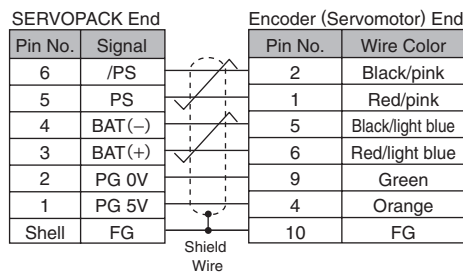 SERVOPACK End Encoder (Servomotor) End
Pin No. Signal Pin No. Wire Color
6 /PS 2 Black/pink
5 PS 1 Red/pink
4 BAT(−) 5 Black/light blue
3 BAT(+) 6 Red/light blue
2 PG 0V 9 Green
1 PG 5V 4 Orange
Shell FG 10 FG
Shield
Wire